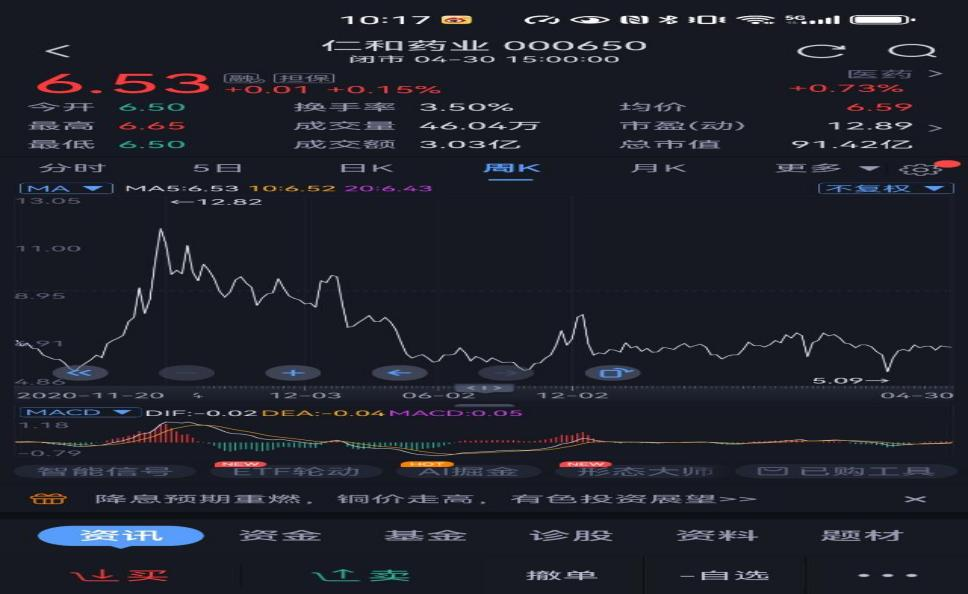 10:17
5G
仁和药业 000650
闭市 04-30 15:00:00
6.53 融 担保 医药 >
+0.01 +0.15% +0.73%
今开 6.50 换手率 3.50% 均价 6.59
最高 6.65 成交量 46.04万 市盈(动) 12.89 >
最低 6.50 成交额 3.03亿 总市值 91.42亿
分时 5日 日K 周K 月K 更多
MA MA5:6.53 10:6.52 20:6.43 不复权
13.05 ←12.82
11.00
8.95
6.91
4.86 5.09→
2020-11-20 12-03 06-02 12-02 04-30
MACD DIF:-0.02 DEA:-0.04 MACD:0.05
1.18
-0.79
NEW HOT NEW
智能信号 ETF轮动 AI掘金 形态大师 已购工具
降息预期重燃,铜价走高,有色投资展望>> ×
资讯 资金 基金 诊股 资料 题材
买 卖 撤单 -自选 •••